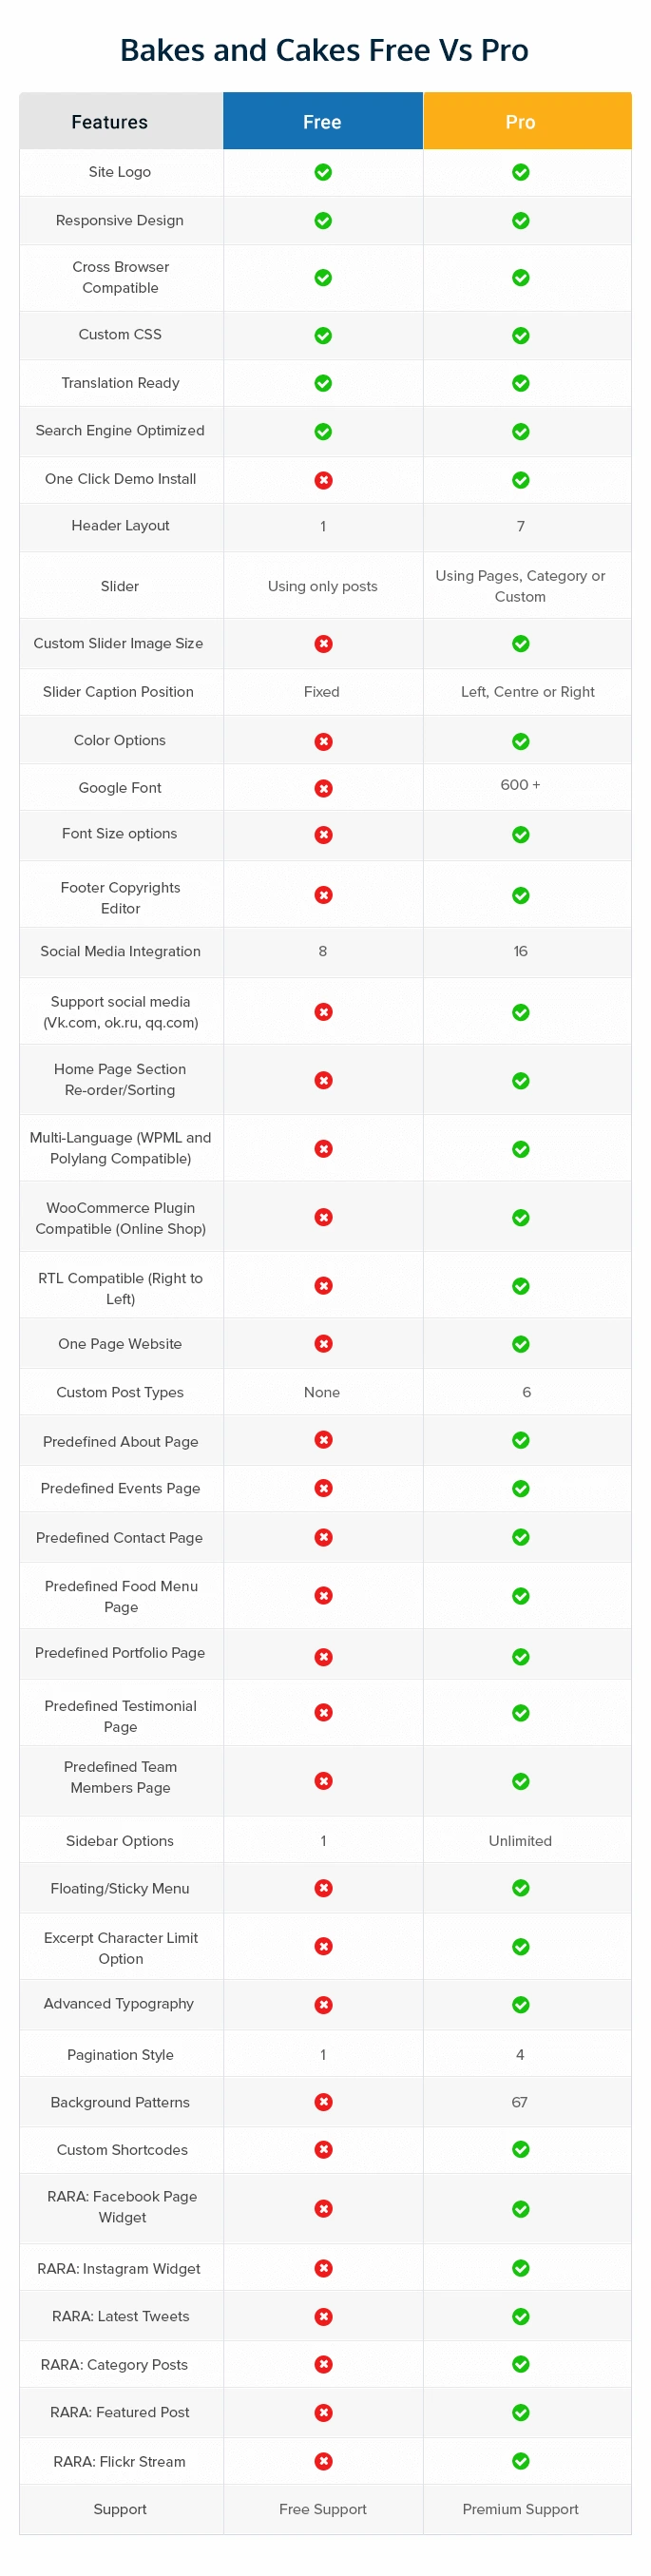 Bakes and Cakes Free Vs Pro
Features Free Pro
Site Logo
Responsive Design
Cross Browser
Compatible
Custom CSS
Translation Ready
Search Engine Optimized
One Click Demo Install
Header Layout 1 7
Slider Using only posts Using Pages, Category or
Custom
Custom Slider Image Size
Slider Caption Position Fixed Left, Centre or Right
Color Options
Google Font 600 +
Font Size options
Footer Copyrights
Editor
Social Media Integration 8 16
Support social media
(Vk.com, ok.ru, qq.com)
Home Page Section
Re-order/Sorting
Multi-Language (WPML and
Polylang Compatible)
WooCommerce Plugin
Compatible (Online Shop)
RTL Compatible (Right to
Left)
One Page Website
Custom Post Types None 6
Predefined About Page
Predefined Events Page
Predefined Contact Page
Predefined Food Menu
Page
Predefined Portfolio Page
Predefined Testimonial
Page
Predefined Team
Members Page
Sidebar Options 1 Unlimited
Floating/Sticky Menu
Excerpt Character Limit
Option
Advanced Typography
Pagination Style 1 4
Background Patterns 67
Custom Shortcodes
RARA: Facebook Page
Widget
RARA: Instagram Widget
RARA: Latest Tweets
RARA: Category Posts
RARA: Featured Post
RARA: Flickr Stream
Support Free Support Premium Support